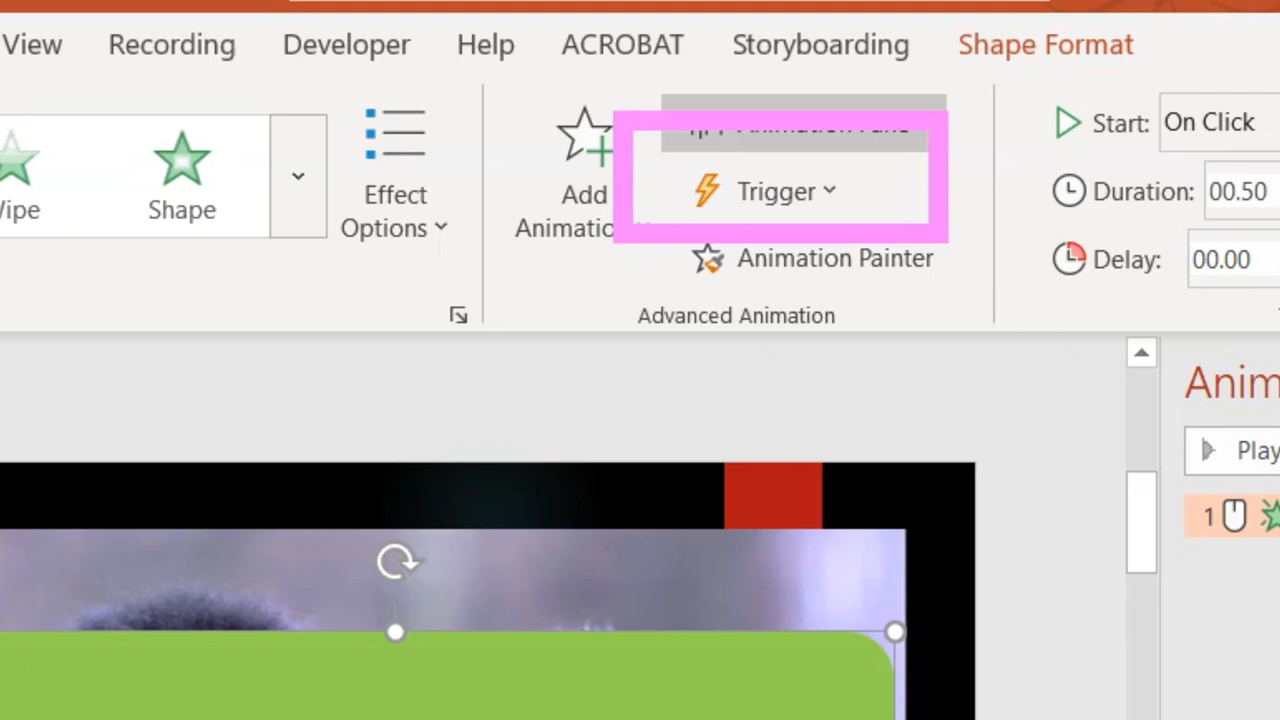 View Recording Developer Help ACROBAT Storyboarding Shape Format
Shape
Effect
Options
Add
Trigger
Animation Painter
Advanced Animation
Start: On Click
Duration: 00.50
Delay: 00.00
Anim
Play
1